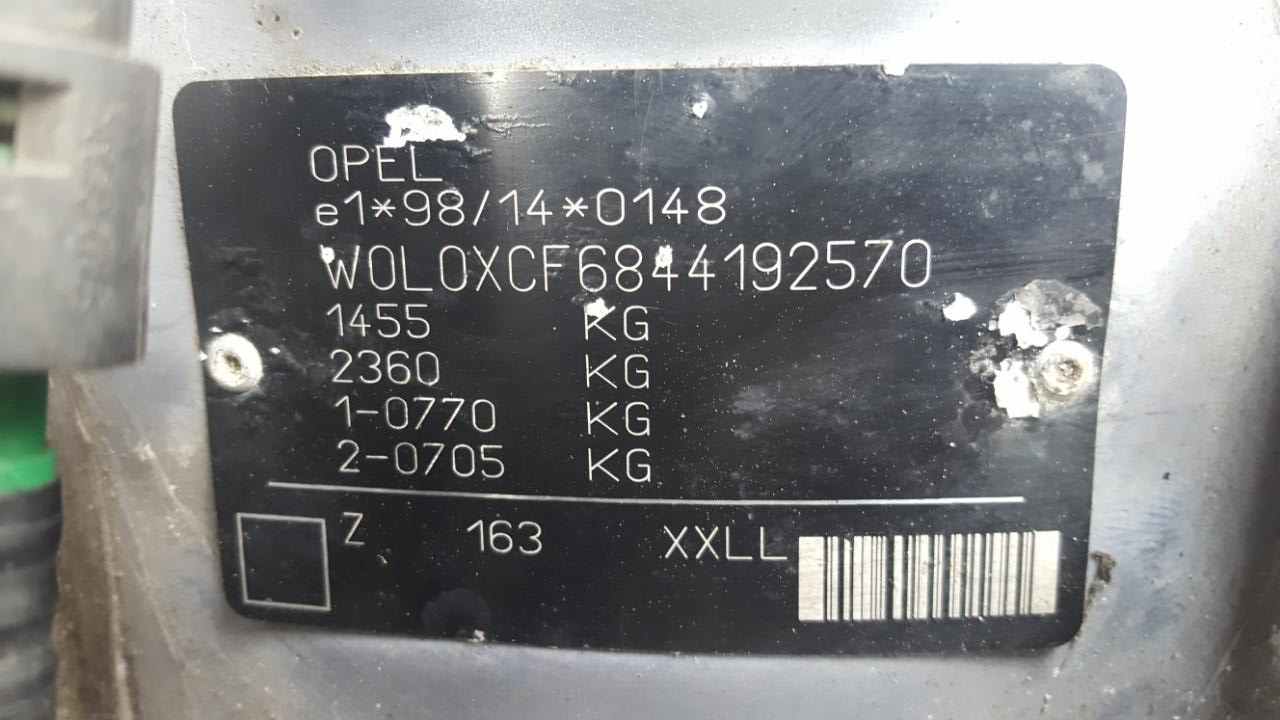 OPEL
e1*98/14*0148
W0L0XCF6844192570
1455 KG
2360 KG
1-0770 KG
2-0705 KG
Z 163 XXLL